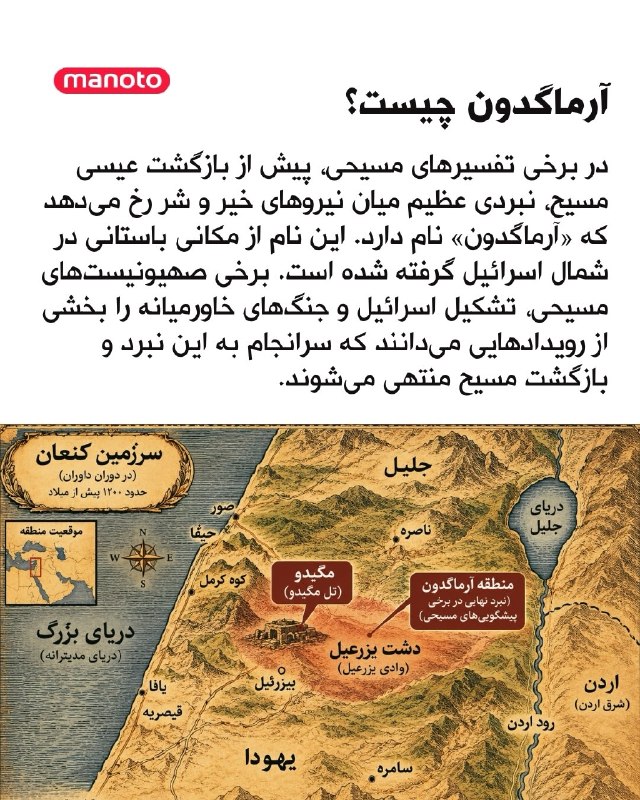 manoto
آرماگدون چیست؟
در برخی تفسیرهای مسیحی، پیش از بازگشت عیسی
مسیح، نبردی عظیم میان نیروهای خیر و شر رخ می‌دهد
که «آرماگدون» نام دارد. این نام از مکانی باستانی در
شمال اسرائیل گرفته شده است. برخی صهیونیست‌های
مسیحی، تشکیل اسرائیل و جنگ‌های خاورمیانه را بخشی
از رویدادهایی می‌دانند که سرانجام به این نبرد و
بازگشت مسیح منتهی می‌شوند.
سرزمین کنعان
(در دوران داوران)
حدود ۱۲۰۰ پیش از میلاد
موقعیت منطقه
N
W
E
S
جلیل
دریای
جلیل
صور
حیفا
ناصره
کوه کرمل
مگیدو
(تل مگیدو)
منطقه آرماگدون
(نبرد نهایی در برخی
پیشگویی‌های مسیحی)
دریای بزرگ
(دریای مدیترانه)
دشت یزرعیل
(وادی یزرعیل)
بیزرئیل
اردن
(شرق اردن)
یافا
قیصریه
رود اردن
یهودا
سامره